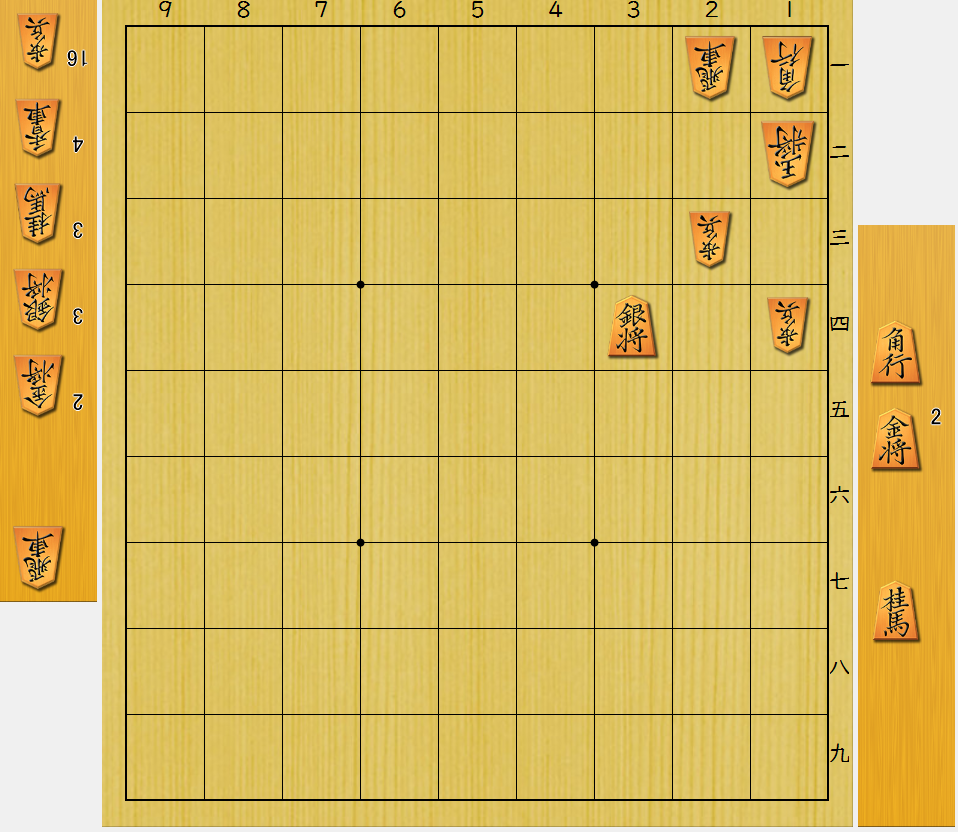 9 8 7 6 5 4 3 2 1
飛車 角行 一
玉将 二
歩兵 三
銀将 歩兵 四
五
六
七
八
九
歩兵 16
香車 4
桂馬 3
銀将 3
金将 2
飛車
角行
金将 2
桂馬